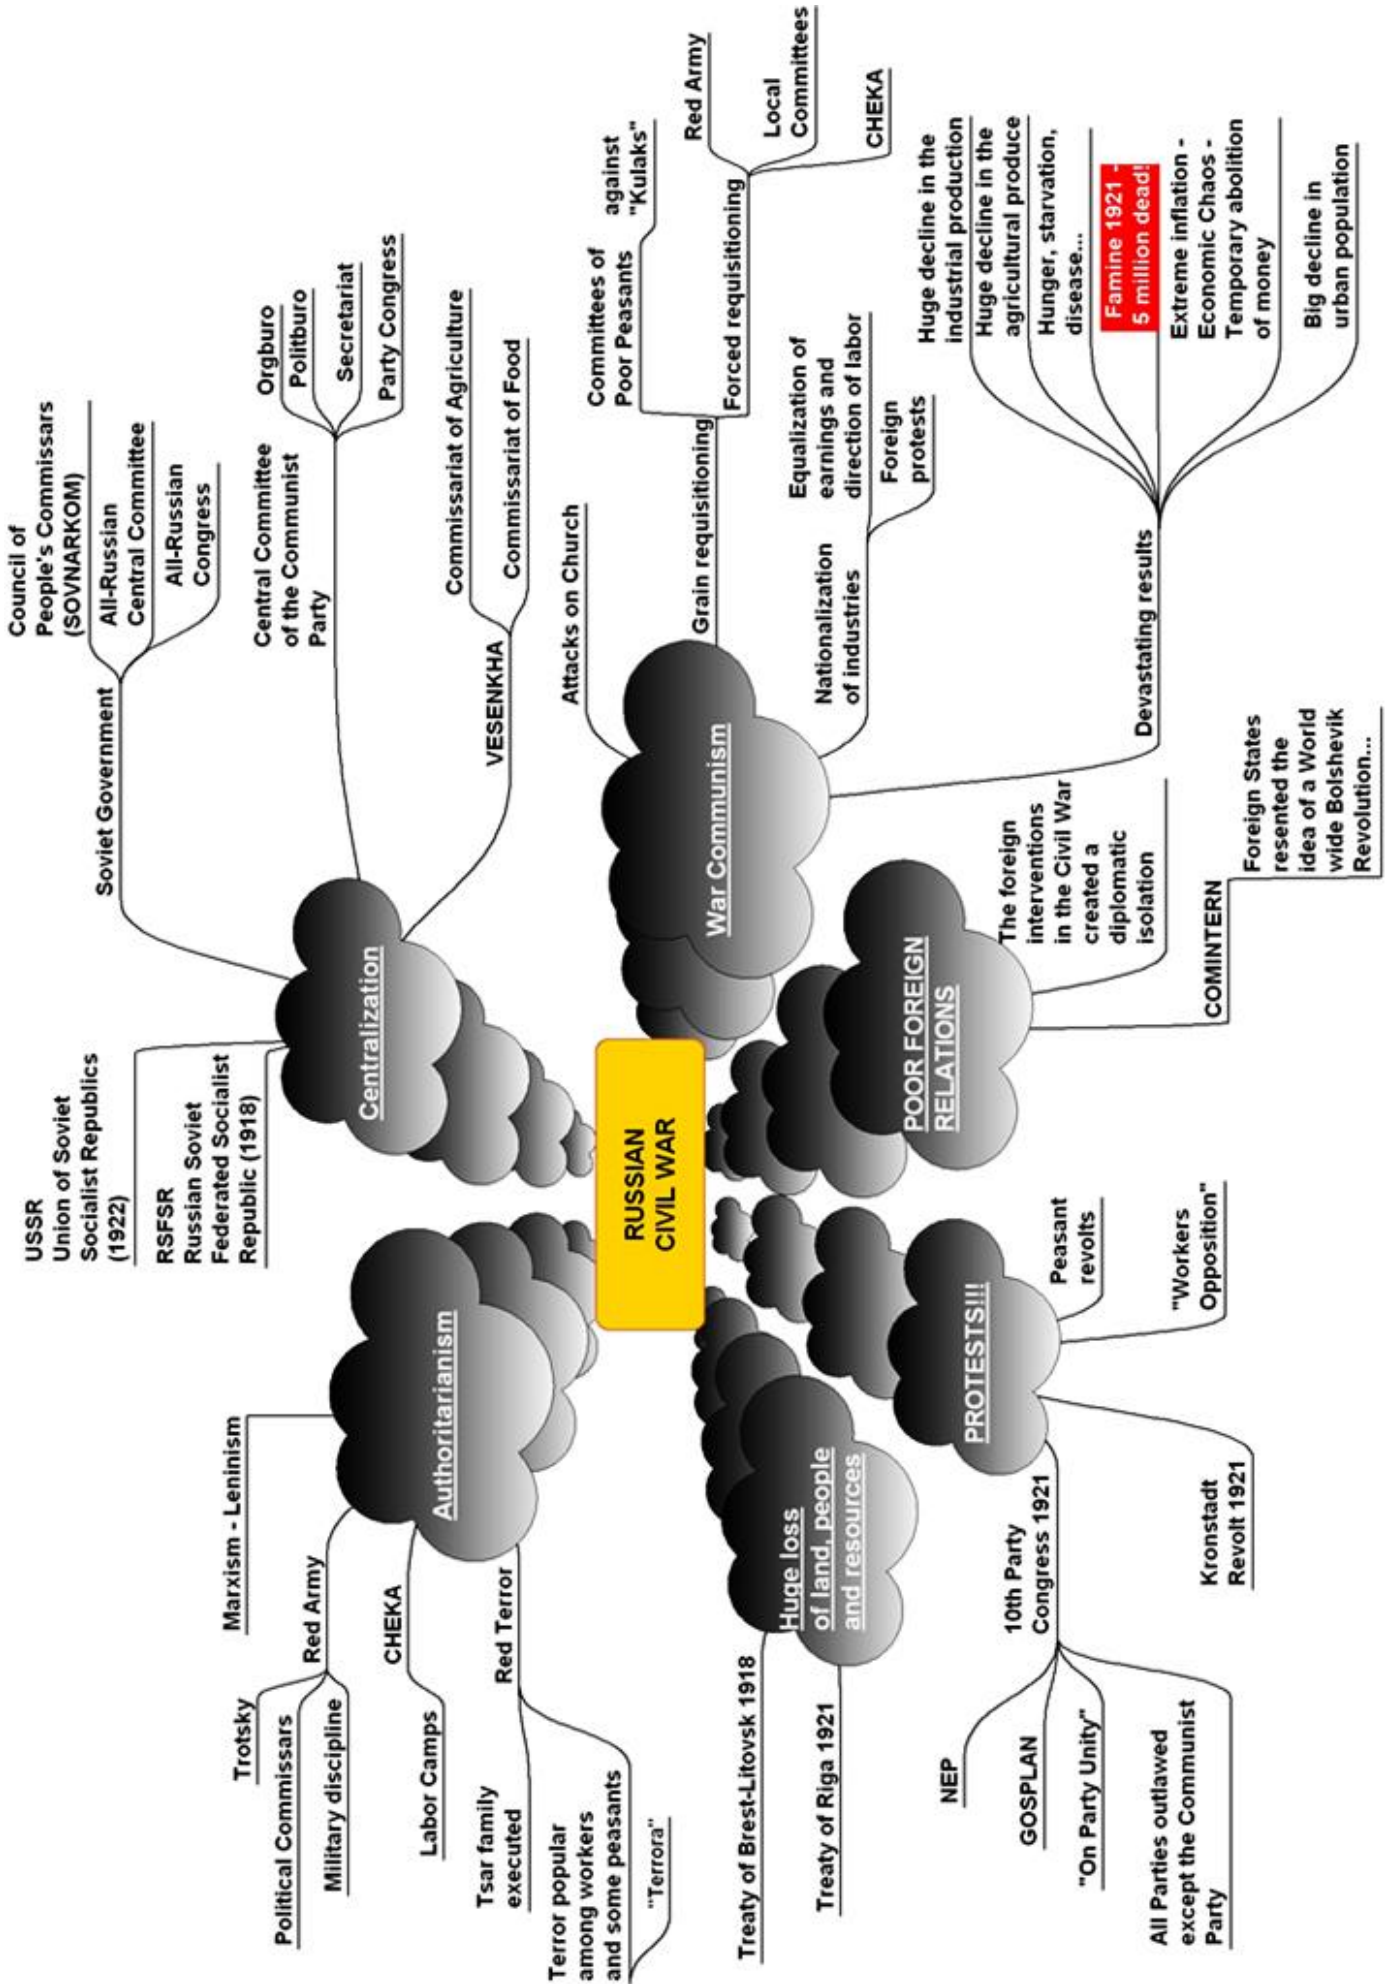 RUSSIAN
CIVIL WAR
Authoritarianism
Marxism - Leninism
Red Army
Trotsky
Political Commissars
Military discipline
CHEKA
Labor Camps
Red Terror
Tsar family
executed
Terror popular
among workers
and some peasants
"Terrora"
Centralization
USSR
Union of Soviet
Socialist Republics
(1922)
RSFSR
Russian Soviet
Federated Socialist
Republic (1918)
Soviet Government
Council of
People's Commissars
(SOVNARKOM)
All-Russian
Central Committee
All-Russian
Congress
Central Committee
of the Communist
Party
Orgburo
Politburo
Secretariat
Party Congress
VESENKHA
Commissariat of Agriculture
Commissariat of Food
War Communism
Attacks on Church
Grain requisitioning
Committees of
Poor Peasants
against
"Kulaks"
Forced requisitioning
Red Army
Local
Committees
CHEKA
Nationalization
of industries
Equalization of
earnings and
direction of labor
Foreign
protests
Devastating results
Huge decline in the
industrial production
Huge decline in the
agricultural produce
Hunger, starvation,
disease...
Famine 1921 -
5 million dead!
Extreme inflation -
Economic Chaos -
Temporary abolition
of money
Big decline in
urban population
POOR FOREIGN
RELATIONS
The foreign
interventions
in the Civil War
created a
diplomatic
isolation
COMINTERN
Foreign States
resented the
idea of a World
wide Bolshevik
Revolution...
PROTESTS!!!
Peasant
revolts
"Workers
Opposition"
Kronstadt
Revolt 1921
10th Party
Congress 1921
NEP
GOSPLAN
"On Party Unity"
All Parties outlawed
except the Communist
Party
Huge loss
of land, people
and resources
Treaty of Brest-Litovsk 1918
Treaty of Riga 1921